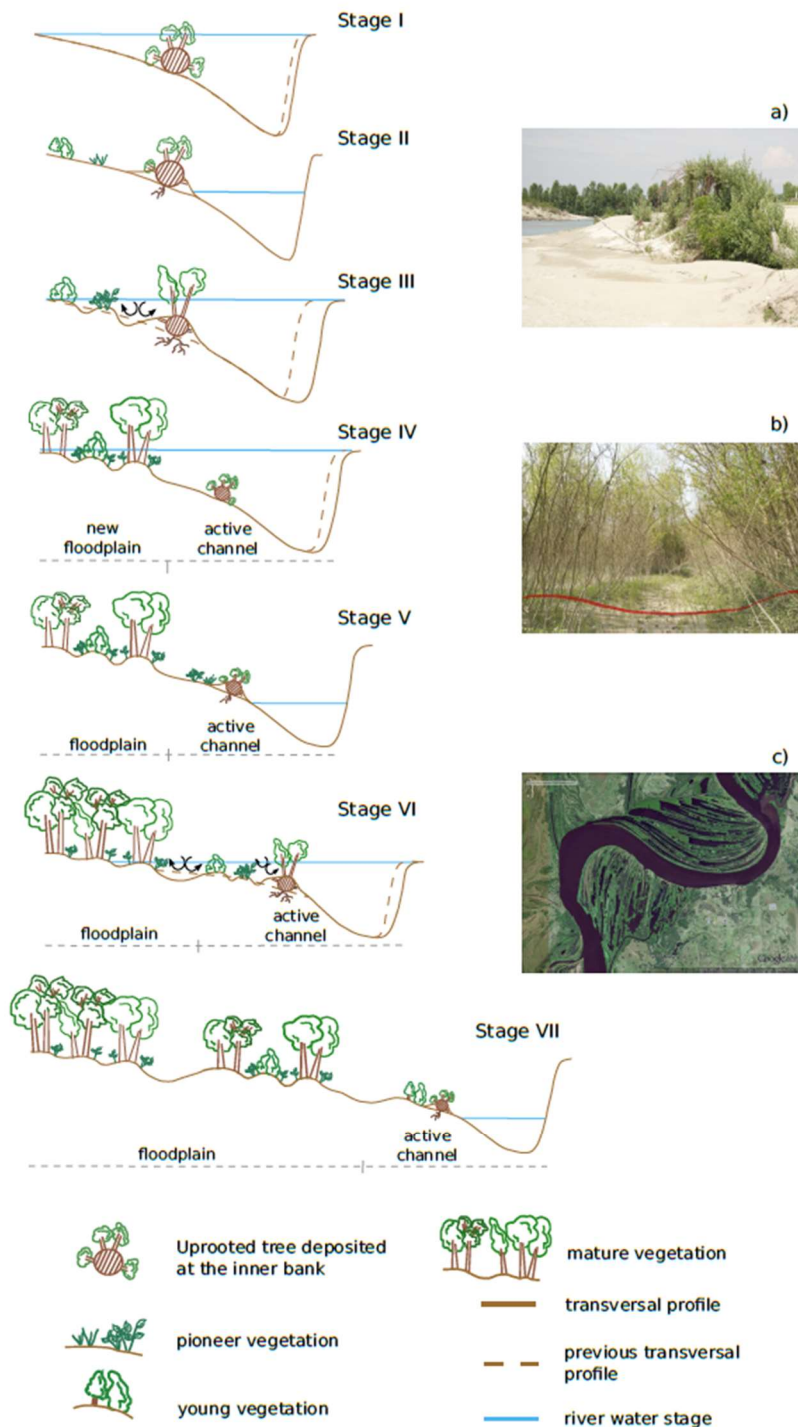 Stage I
a)
Stage II
Stage III
b)
Stage IV
new
floodplain
active
channel
Stage V
floodplain
active
channel
c)
Stage VI
floodplain
active
channel
Google
Stage VII
floodplain
active
channel
Uprooted tree deposited
at the inner bank
mature vegetation
transversal profile
pioneer vegetation
previous transversal
profile
young vegetation
river water stage